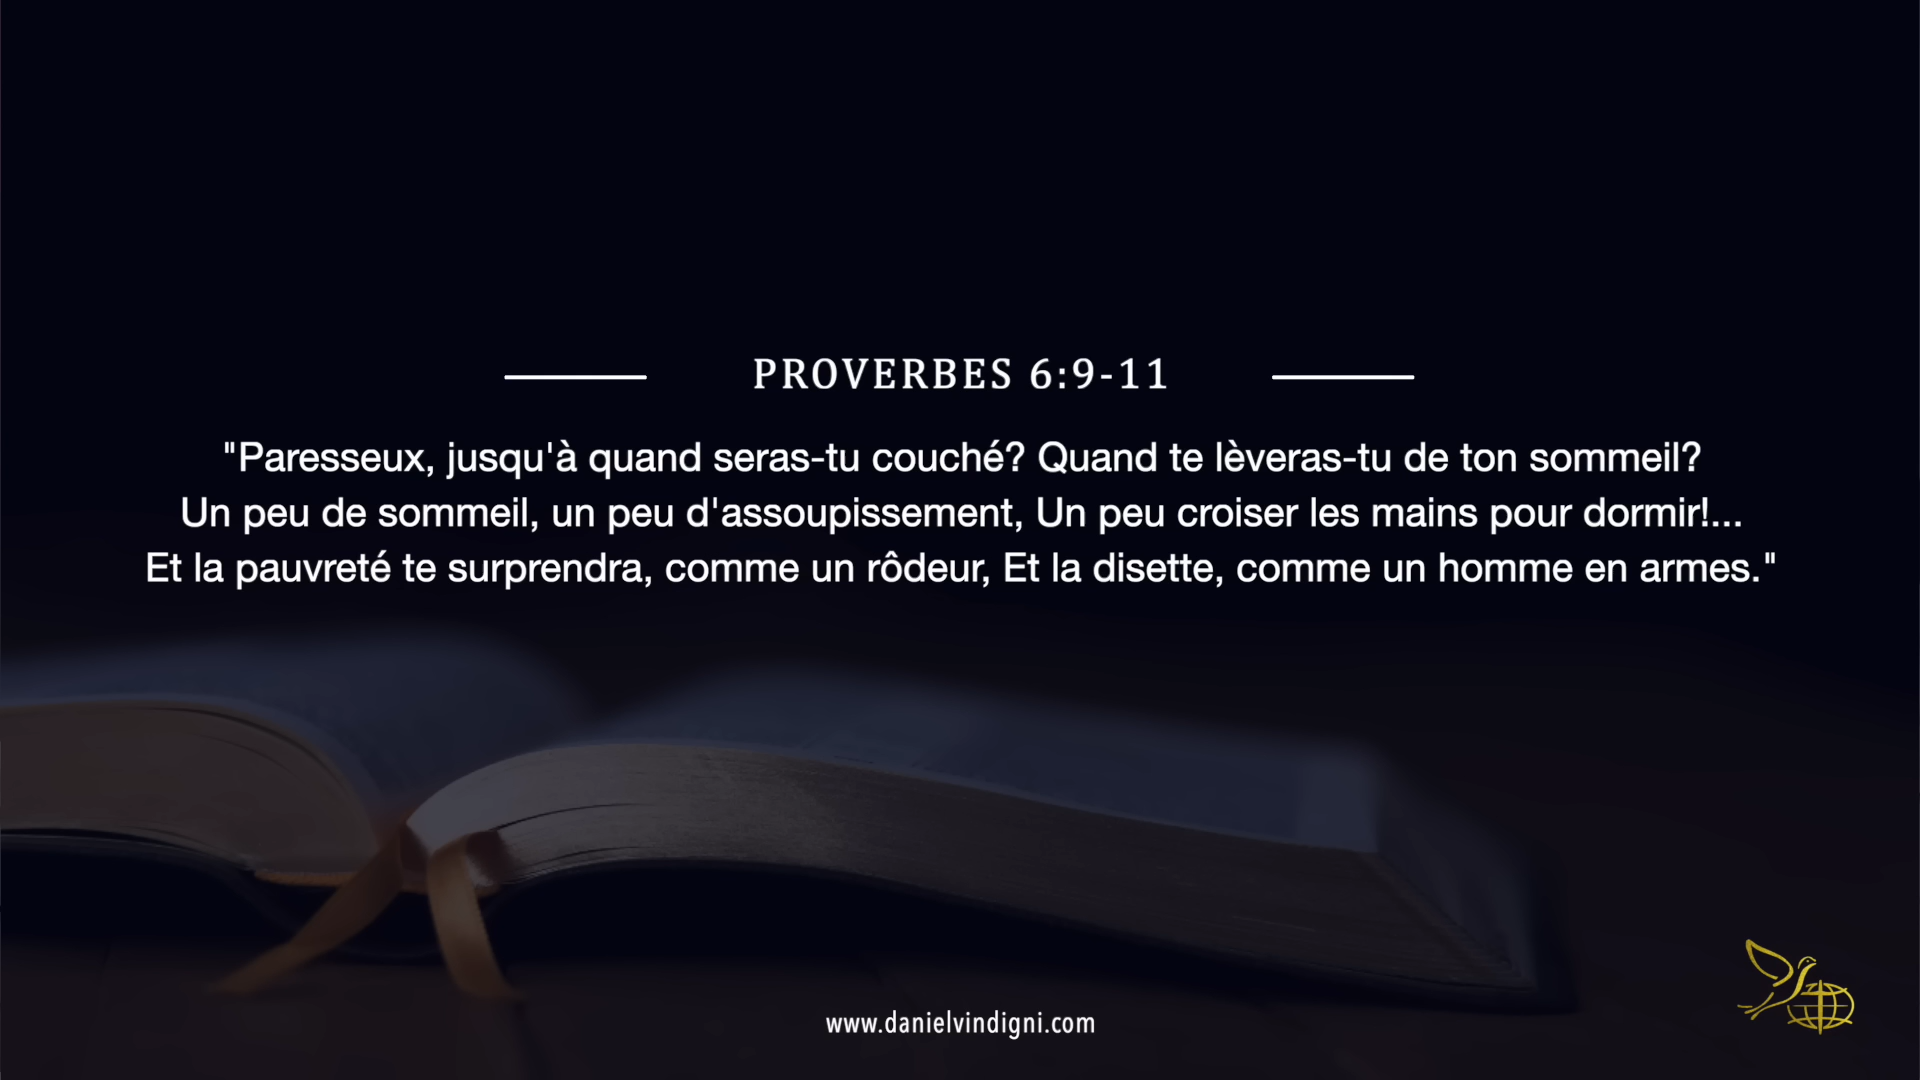 PROVERBES 6:9-11
"Paresseux, jusqu'à quand seras-tu couché? Quand te lèveras-tu de ton sommeil?
Un peu de sommeil, un peu d'assoupissement, Un peu croiser les mains pour dormir!...
Et la pauvreté te surprendra, comme un rôdeur, Et la disette, comme un homme en armes."
www.danielvindigni.com